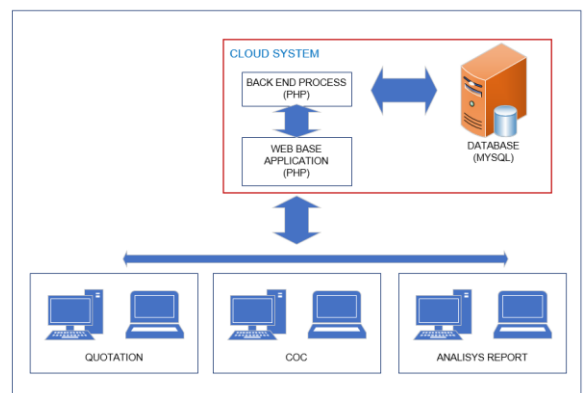 CLOUD SYSTEM
BACK END PROCESS
(PHP)
WEB BASE
APPLICATION
(PHP)
DATABASE
(MYSQL)
QUOTATION
COC
ANALISYS REPORT